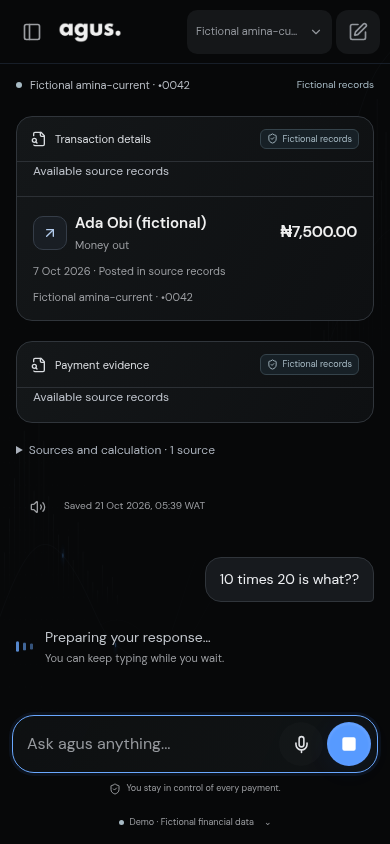 agus.
Fictional amina-cu...
Fictional amina-current · •0042
Fictional records
Transaction details
Fictional records
Available source records
Ada Obi (fictional)
₦7,500.00
Money out
7 Oct 2026 · Posted in source records
Fictional amina-current · •0042
Payment evidence
Fictional records
Available source records
Sources and calculation · 1 source
Saved 21 Oct 2026, 05:39 WAT
10 times 20 is what??
Preparing your response...
You can keep typing while you wait.
Ask agus anything...
You stay in control of every payment.
Demo · Fictional financial data